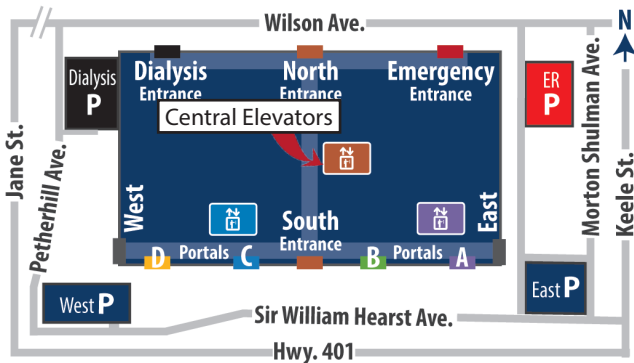 Wilson Ave.
N
Dialysis
P
Dialysis
Entrance
North
Entrance
Emergency
Entrance
ER
P
Central Elevators
Jane St.
Petherhill Ave.
West
East
Morton Shulman Ave.
Keele St.
South
Entrance
D
Portals
C
B
Portals
A
West P
East P
Sir William Hearst Ave.
Hwy. 401